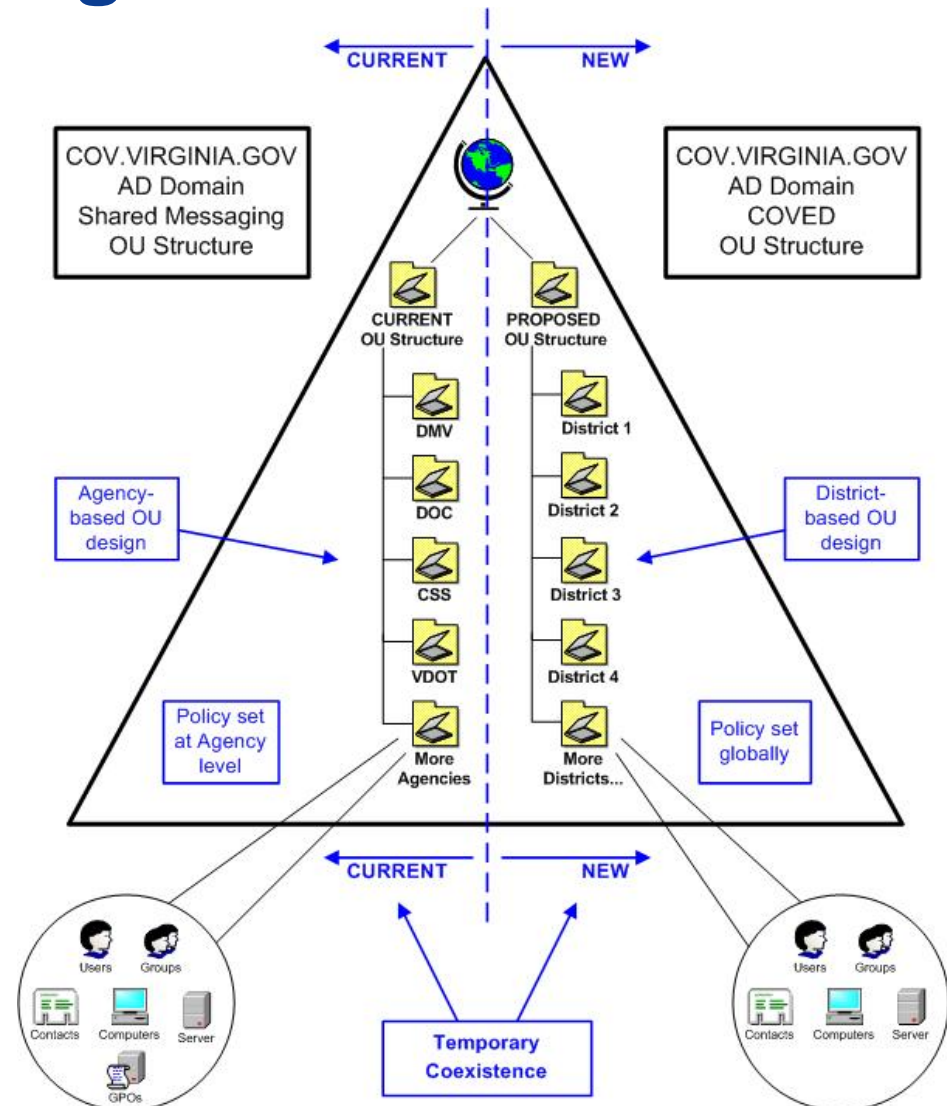 CURRENT
NEW
COV.VIRGINIA.GOV
AD Domain
Shared Messaging
OU Structure
COV.VIRGINIA.GOV
AD Domain
COVED
OU Structure
CURRENT
OU Structure
PROPOSED
OU Structure
DMV
District 1
Agency-
based OU
design
DOC
District 2
District-
based OU
design
CSS
District 3
VDOT
District 4
Policy set
at Agency
level
More
Agencies
More
Districts...
Policy set
globally
CURRENT
NEW
Users
Groups
Contacts
Computers
Server
GPOs
Temporary
Coexistence
Users
Groups
Contacts
Computers
Server